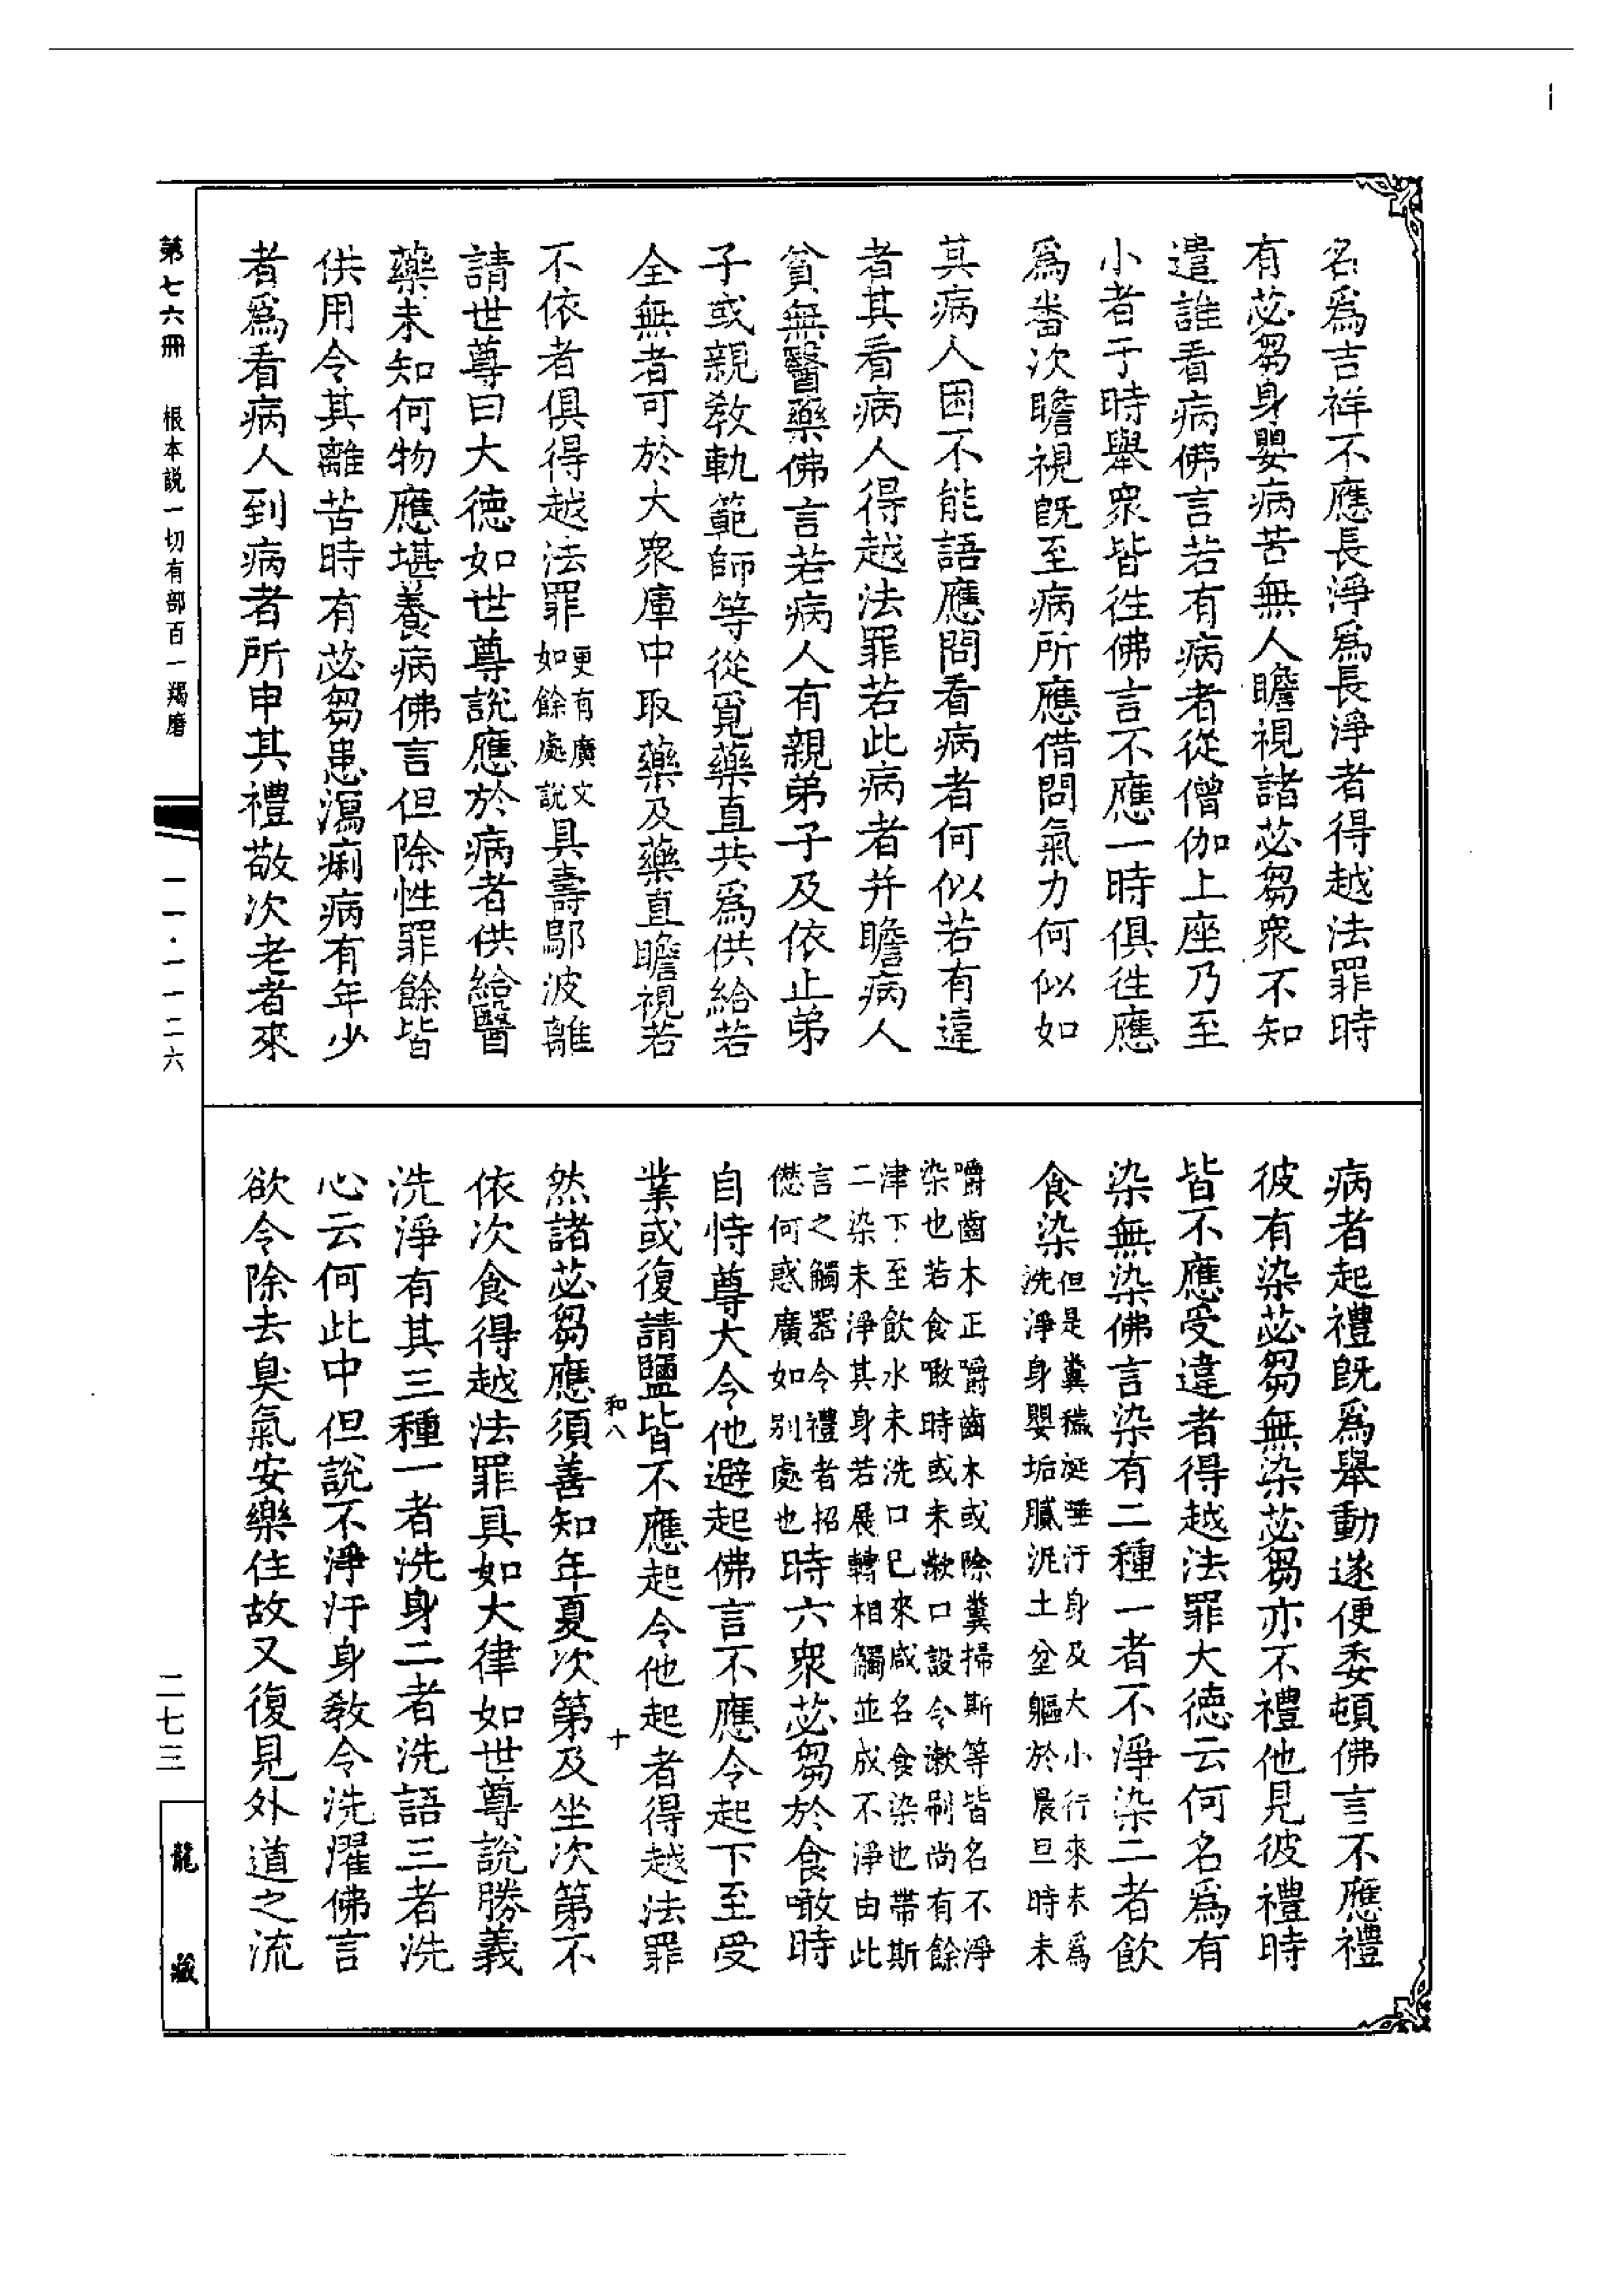 名爲吉祥不應長淨爲長淨者得越法罪時
有苾芻身嬰病苦無人瞻視諸苾芻衆不知
遣誰看病佛言若有病者從僧伽上座乃至
小者于時舉衆皆徃佛言不應一時俱徃應
爲番次瞻視旣至病所應借問氣力何似如
其病人困不能語應問看病者何似若有違
者其看病人得越法罪若此病者并瞻病人
貧無醫藥佛言若病人有親弟子及依止弟
子或親教軌範師等從覓藥直共爲供給若
全無者可於大衆庫中取藥及藥直瞻視若
不依者俱得越法罪更有廣文如餘處說具壽鄔波離
請世尊曰大德如世尊說應於病者供給醫
藥未知何物應堪養病佛言但除性罪餘皆
供用令其離苦時有苾芻患瀉痢病有年少
者爲看病人到病者所申其禮敬次老者來
第七六冊 根本説一切有部百一羯磨 一一·一一二六
病者起禮旣爲舉動遂便委頓佛言不應禮
彼有染苾芻無染苾芻亦不禮他見彼禮時
皆不應受違者得越法罪大德云何名爲有
染無染佛言染有二種一者不淨染二者飲
食染但是糞穢涎唾汙身及大小行來未爲
洗淨身嬰垢膩泥土坌軀於晨旦時未
嚼齒木正嚼齒木或除糞掃斯等皆名不淨
染也若食噉時或未漱口設令漱刷尚有餘
津下至飲水未洗口已來咸名食染也帶斯
二染未淨其身若展轉相觸並成不淨由此
言之觸器令禮者招
愆何惑廣如別處也時六衆苾芻於食噉時
自恃尊大令他避起佛言不應令起下至受
業或復請鹽皆不應起令他起者得越法罪
和八 十
然諸苾芻應須善知年夏次第及坐次第不
依次食得越法罪具如大律如世尊說勝義
洗淨有其三種一者洗身二者洗語三者洗
心云何此中但說不淨汙身教令洗濯佛言
欲令除去臭氣安樂住故又復見外道之流
二七三
龍藏